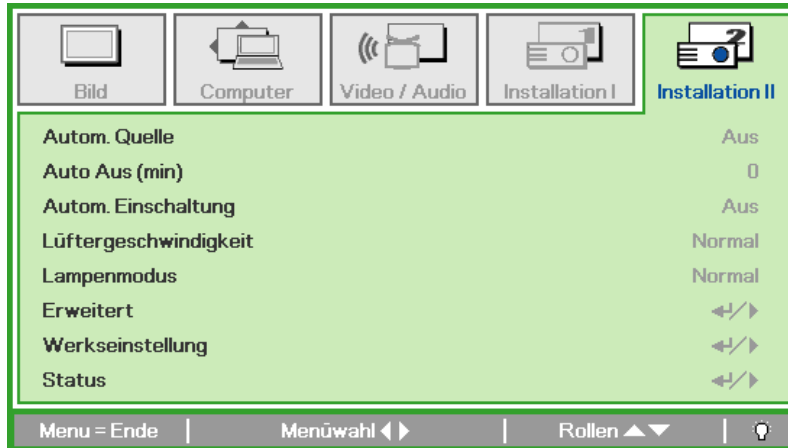 Bild Computer Video / Audio Installation I Installation II
Autom. Quelle Aus
Auto Aus (min) 0
Autom. Einschaltung Aus
Lüftergeschwindigkeit Normal
Lampenmodus Normal
Erweitert
Werkseinstellung
Status
Menu = Ende Menüwahl Rollen